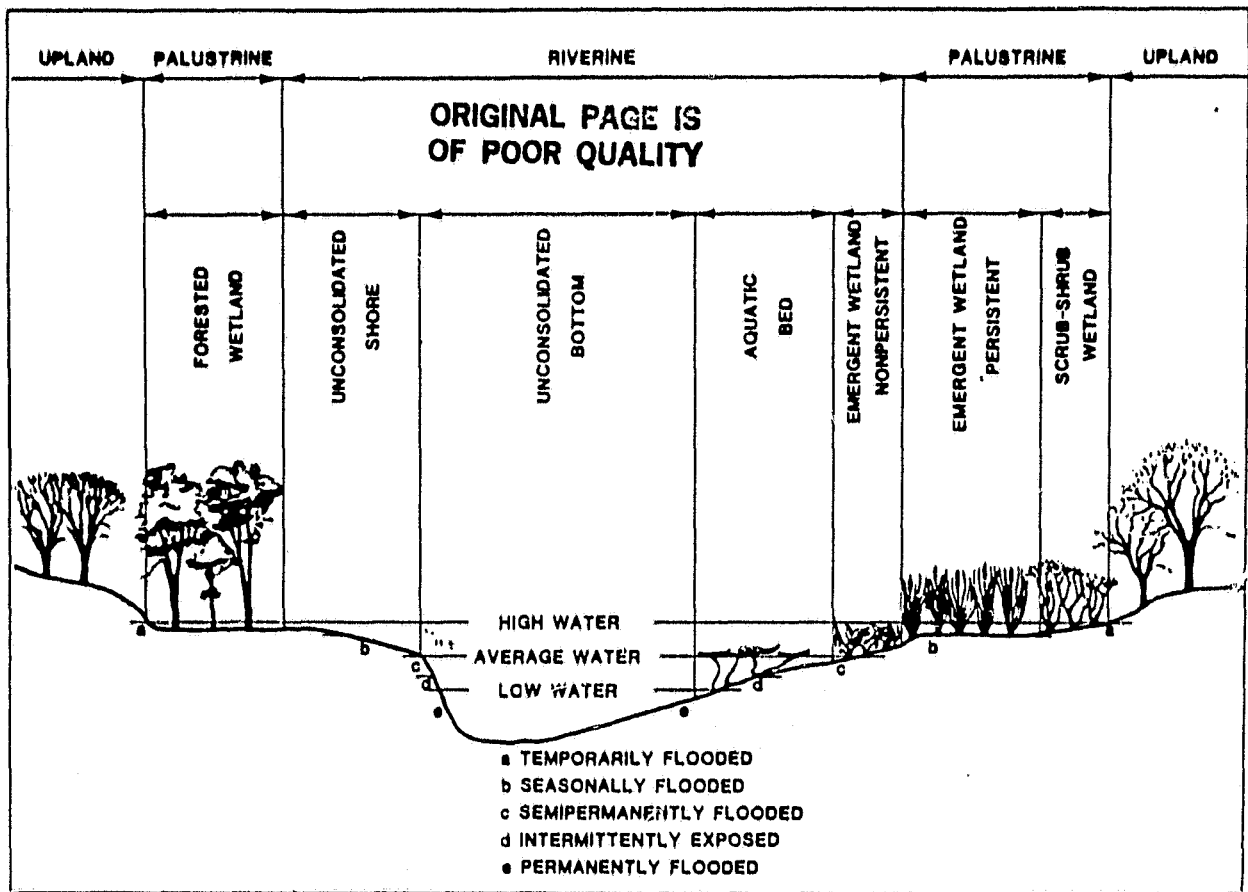 UPLAND PALUSTRINE RIVERINE PALUSTRINE UPLAND
ORIGINAL PAGE IS
OF POOR QUALITY
FORESTED
WETLAND
UNCONSOLIDATED
SHORE
UNCONSOLIDATED
BOTTOM
AQUATIC
BED
EMERGENT WETLAND
NONPERSISTENT
EMERGENT WETLAND
PERSISTENT
SCRUB-SHRUB
WETLAND
HIGH WATER
AVERAGE WATER
LOW WATER
a
b
c
d
e
e
d
c
b
a
a TEMPORARILY FLOODED
b SEASONALLY FLOODED
c SEMIPERMANENTLY FLOODED
d INTERMITTENTLY EXPOSED
e PERMANENTLY FLOODED